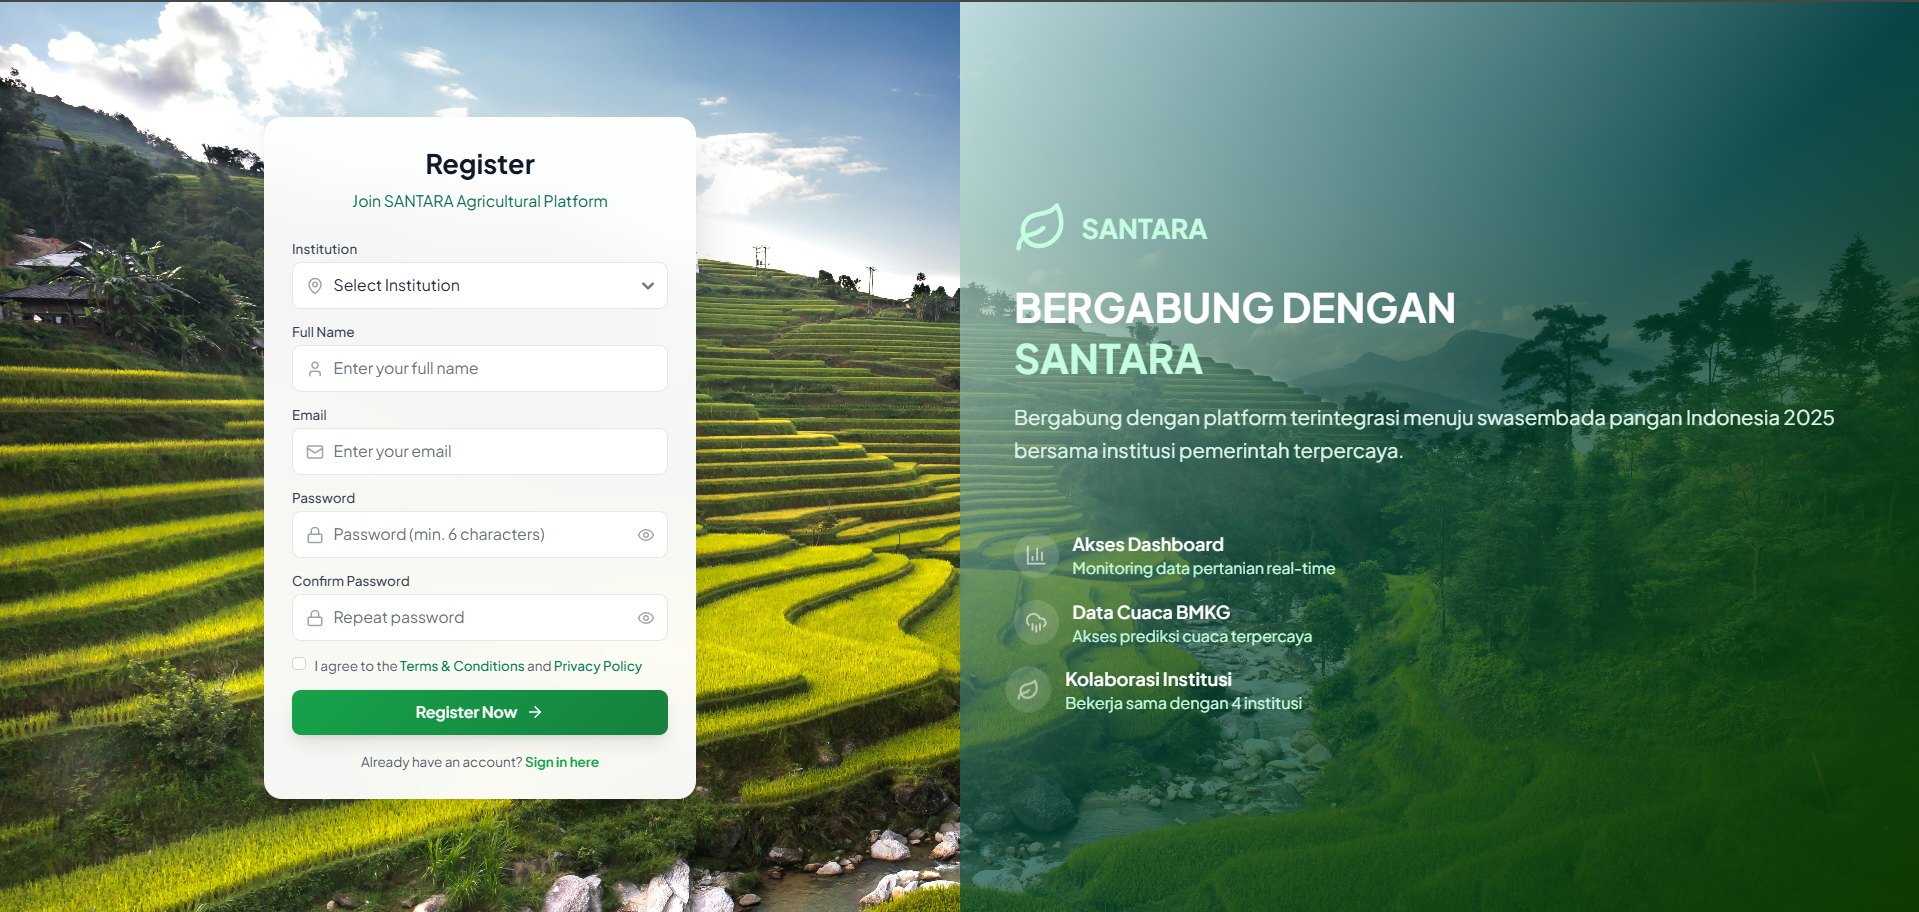 Register
Join SANTARA Agricultural Platform
Institution
Select Institution
Full Name
Enter your full name
Email
Enter your email
Password
Password (min. 6 characters)
Confirm Password
Repeat password
I agree to the Terms & Conditions and Privacy Policy
Register Now
Already have an account? Sign in here
SANTARA
BERGABUNG DENGAN
SANTARA
Bergabung dengan platform terintegrasi menuju swasembada pangan Indonesia 2025
bersama institusi pemerintah terpercaya.
Akses Dashboard
Monitoring data pertanian real-time
Data Cuaca BMKG
Akses prediksi cuaca terpercaya
Kolaborasi Institusi
Bekerja sama dengan 4 institusi